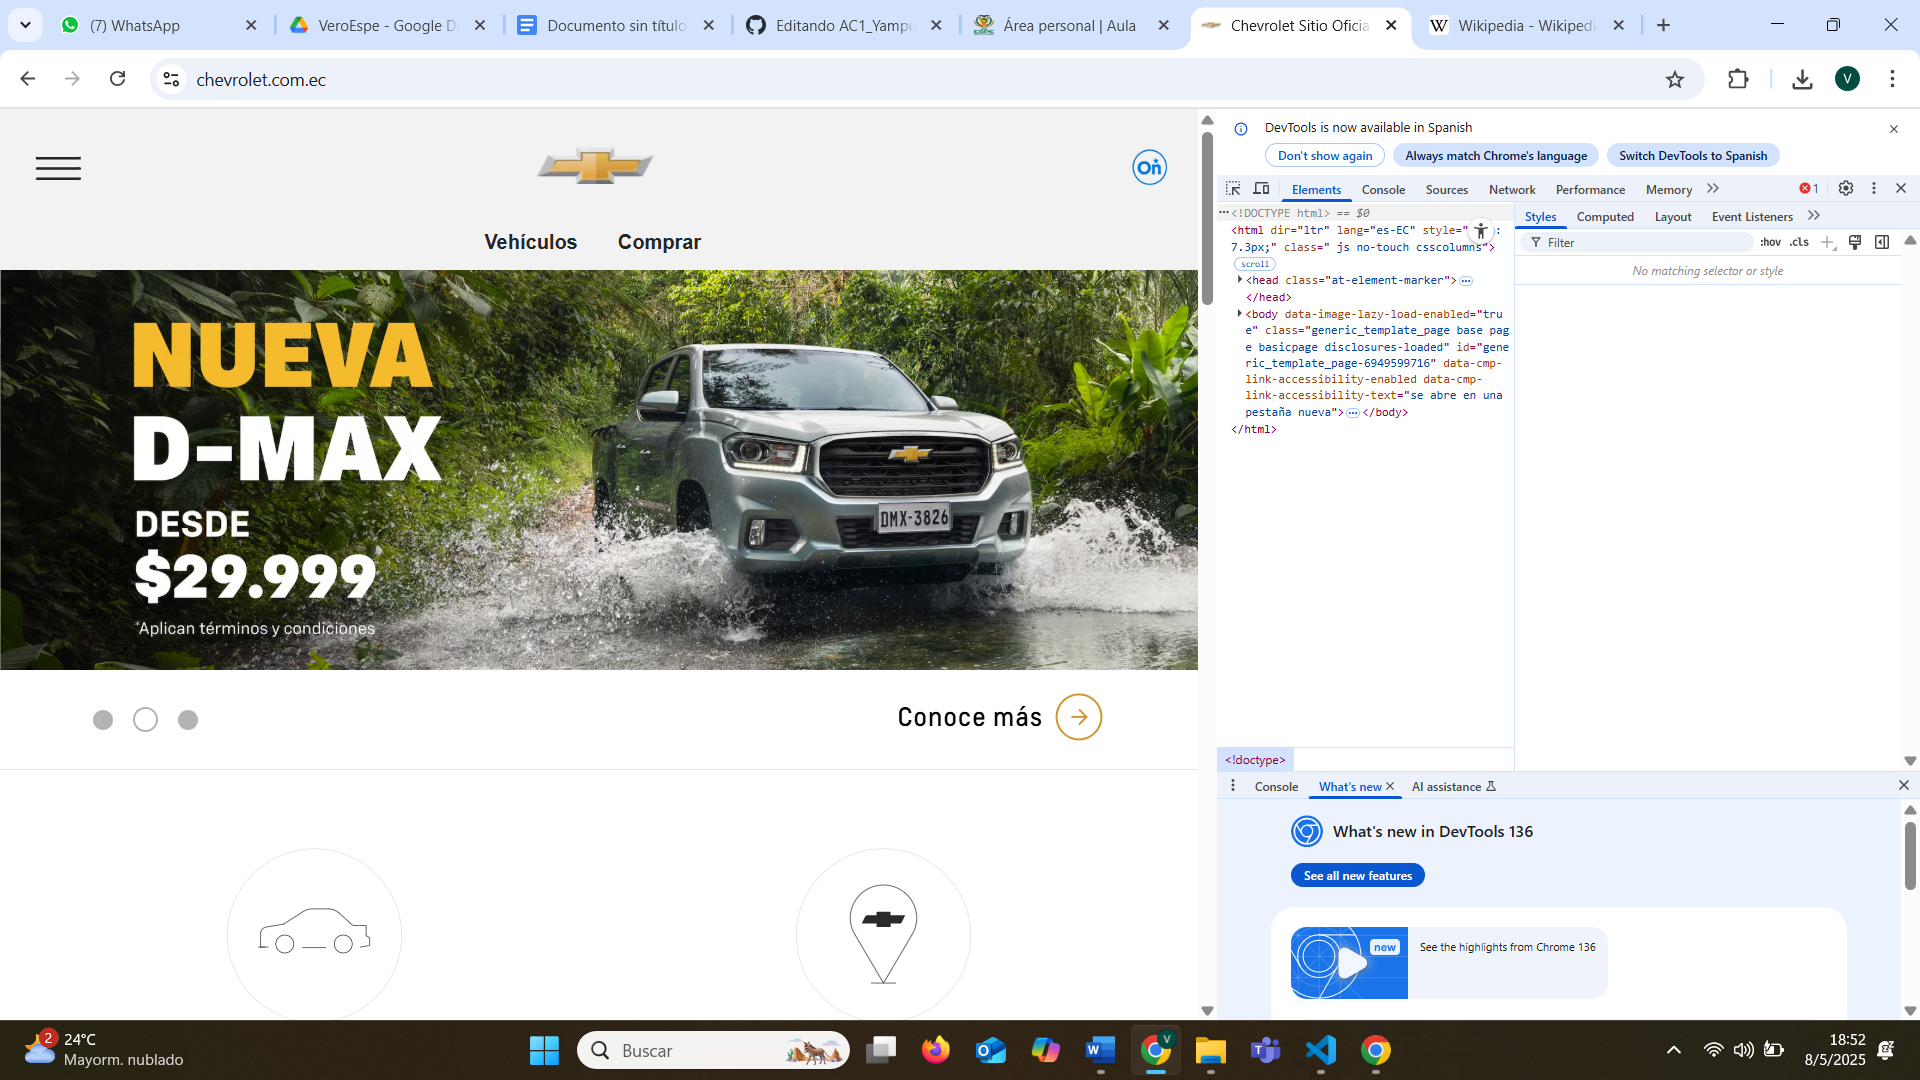 (7) WhatsApp
VeroEspe - Google D
Documento sin título
Editando AC1_Yampu
Área personal | Aula
Chevrolet Sitio Oficia
Wikipedia - Wikipedi
chevrolet.com.ec
V
On
Vehículos
Comprar
NUEVA
D-MAX
DESDE
$29.999
*Aplican términos y condiciones
DMX-3826
Conoce más
DevTools is now available in Spanish
Don't show again
Always match Chrome's language
Switch DevTools to Spanish
Elements
Console
Sources
Network
Performance
Memory
1
<!DOCTYPE html> == $0
<html dir="ltr" lang="es-EC" style=" :
7.3px;" class=" js no-touch csscolumns">
scroll
<head class="at-element-marker">
</head>
<body data-image-lazy-load-enabled="tru
e" class="generic_template_page base pag
e basicpage disclosures-loaded" id="gene
ric_template_page-6949599716" data-cmp-
link-accessibility-enabled data-cmp-
link-accessibility-text="se abre en una
pestaña nueva"> </body>
</html>
<!doctype>
Styles
Computed
Layout
Event Listeners
Filter
:hov
.cls
No matching selector or style
Console
What's new
AI assistance
What's new in DevTools 136
See all new features
new
See the highlights from Chrome 136
2
24°C
Mayorm. nublado
Buscar
18:52
8/5/2025